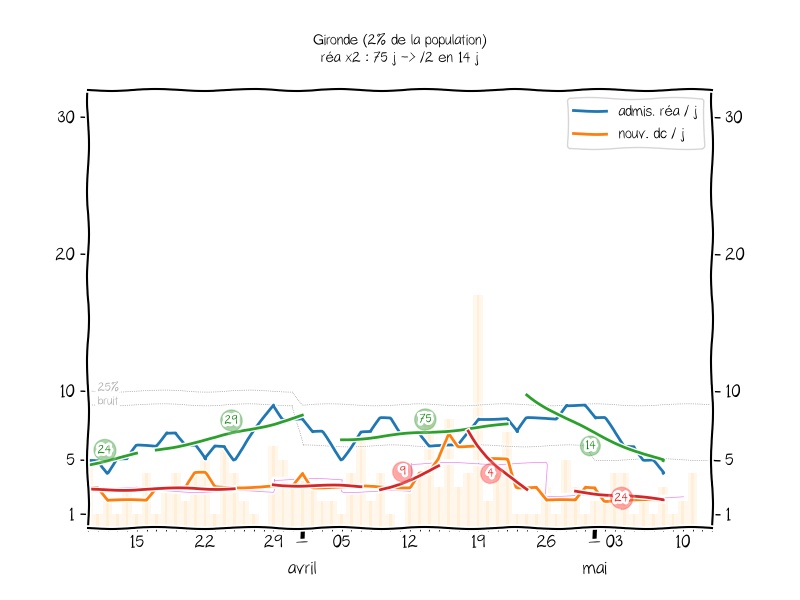 Gironde (2% de la population)
réa x2 : 75 j -> /2 en 14 j
admis. réa / j
nouv. dc / j
30 30
20 20
10 10
25%
bruit
75
29
24
14
5 5
9
4
24
1 1
15 22 29 05 12 19 26 03 10
avril mai